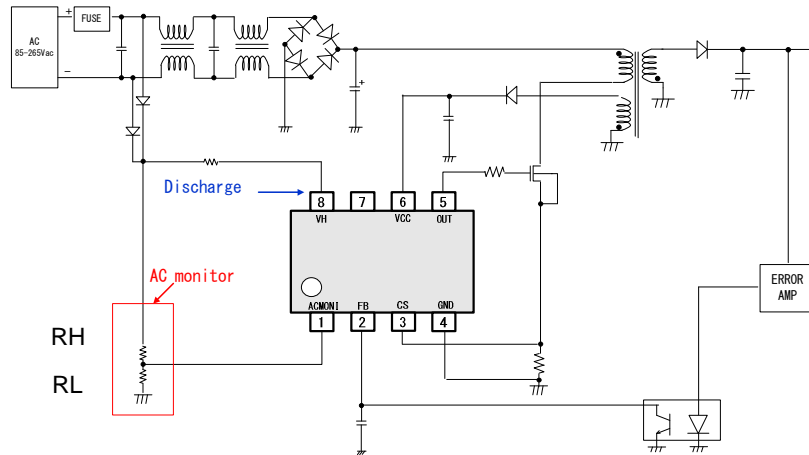 +
FUSE
AC
85-265Vac
−
Discharge
8
7
6
5
VH
VCC
OUT
AC monitor
ACMONI
FB
CS
GND
1
2
3
4
RH
RL
+
ERROR
AMP